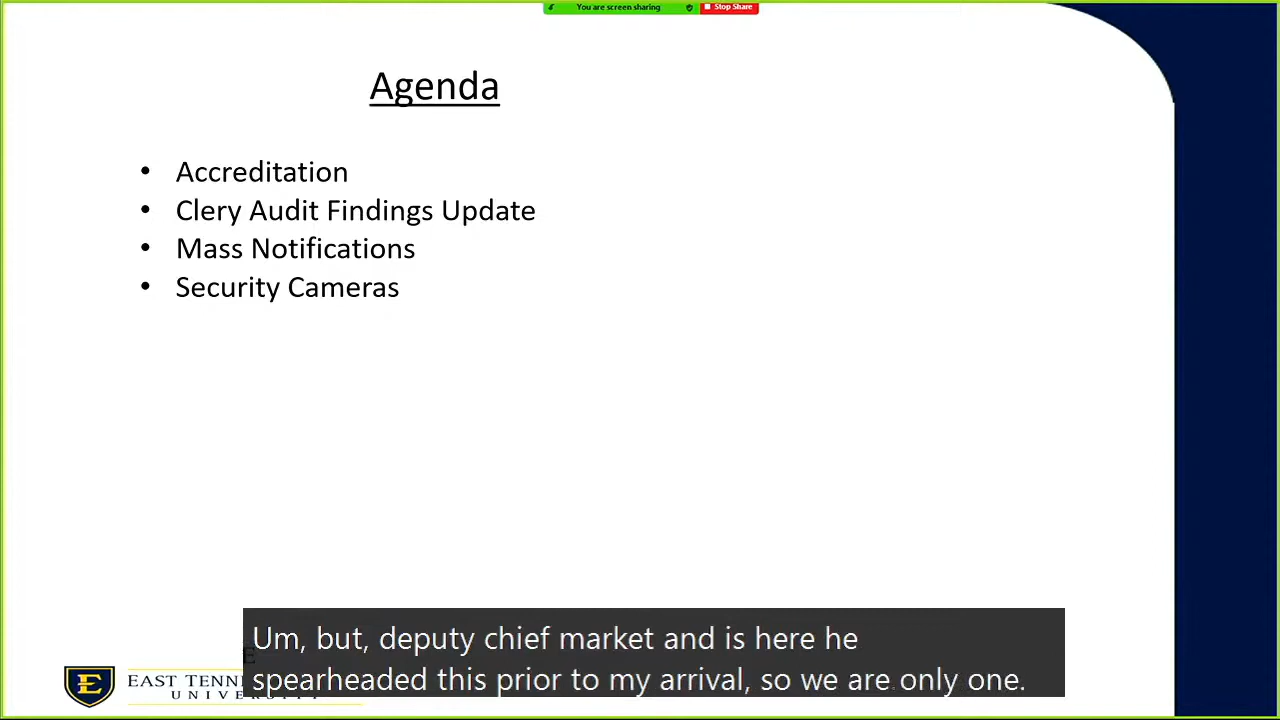 You are screen sharing
Stop Share
Agenda
• Accreditation
• Clery Audit Findings Update
• Mass Notifications
• Security Cameras
Um, but, deputy chief market and is here he
spearheaded this prior to my arrival, so we are only one.
E
EAST